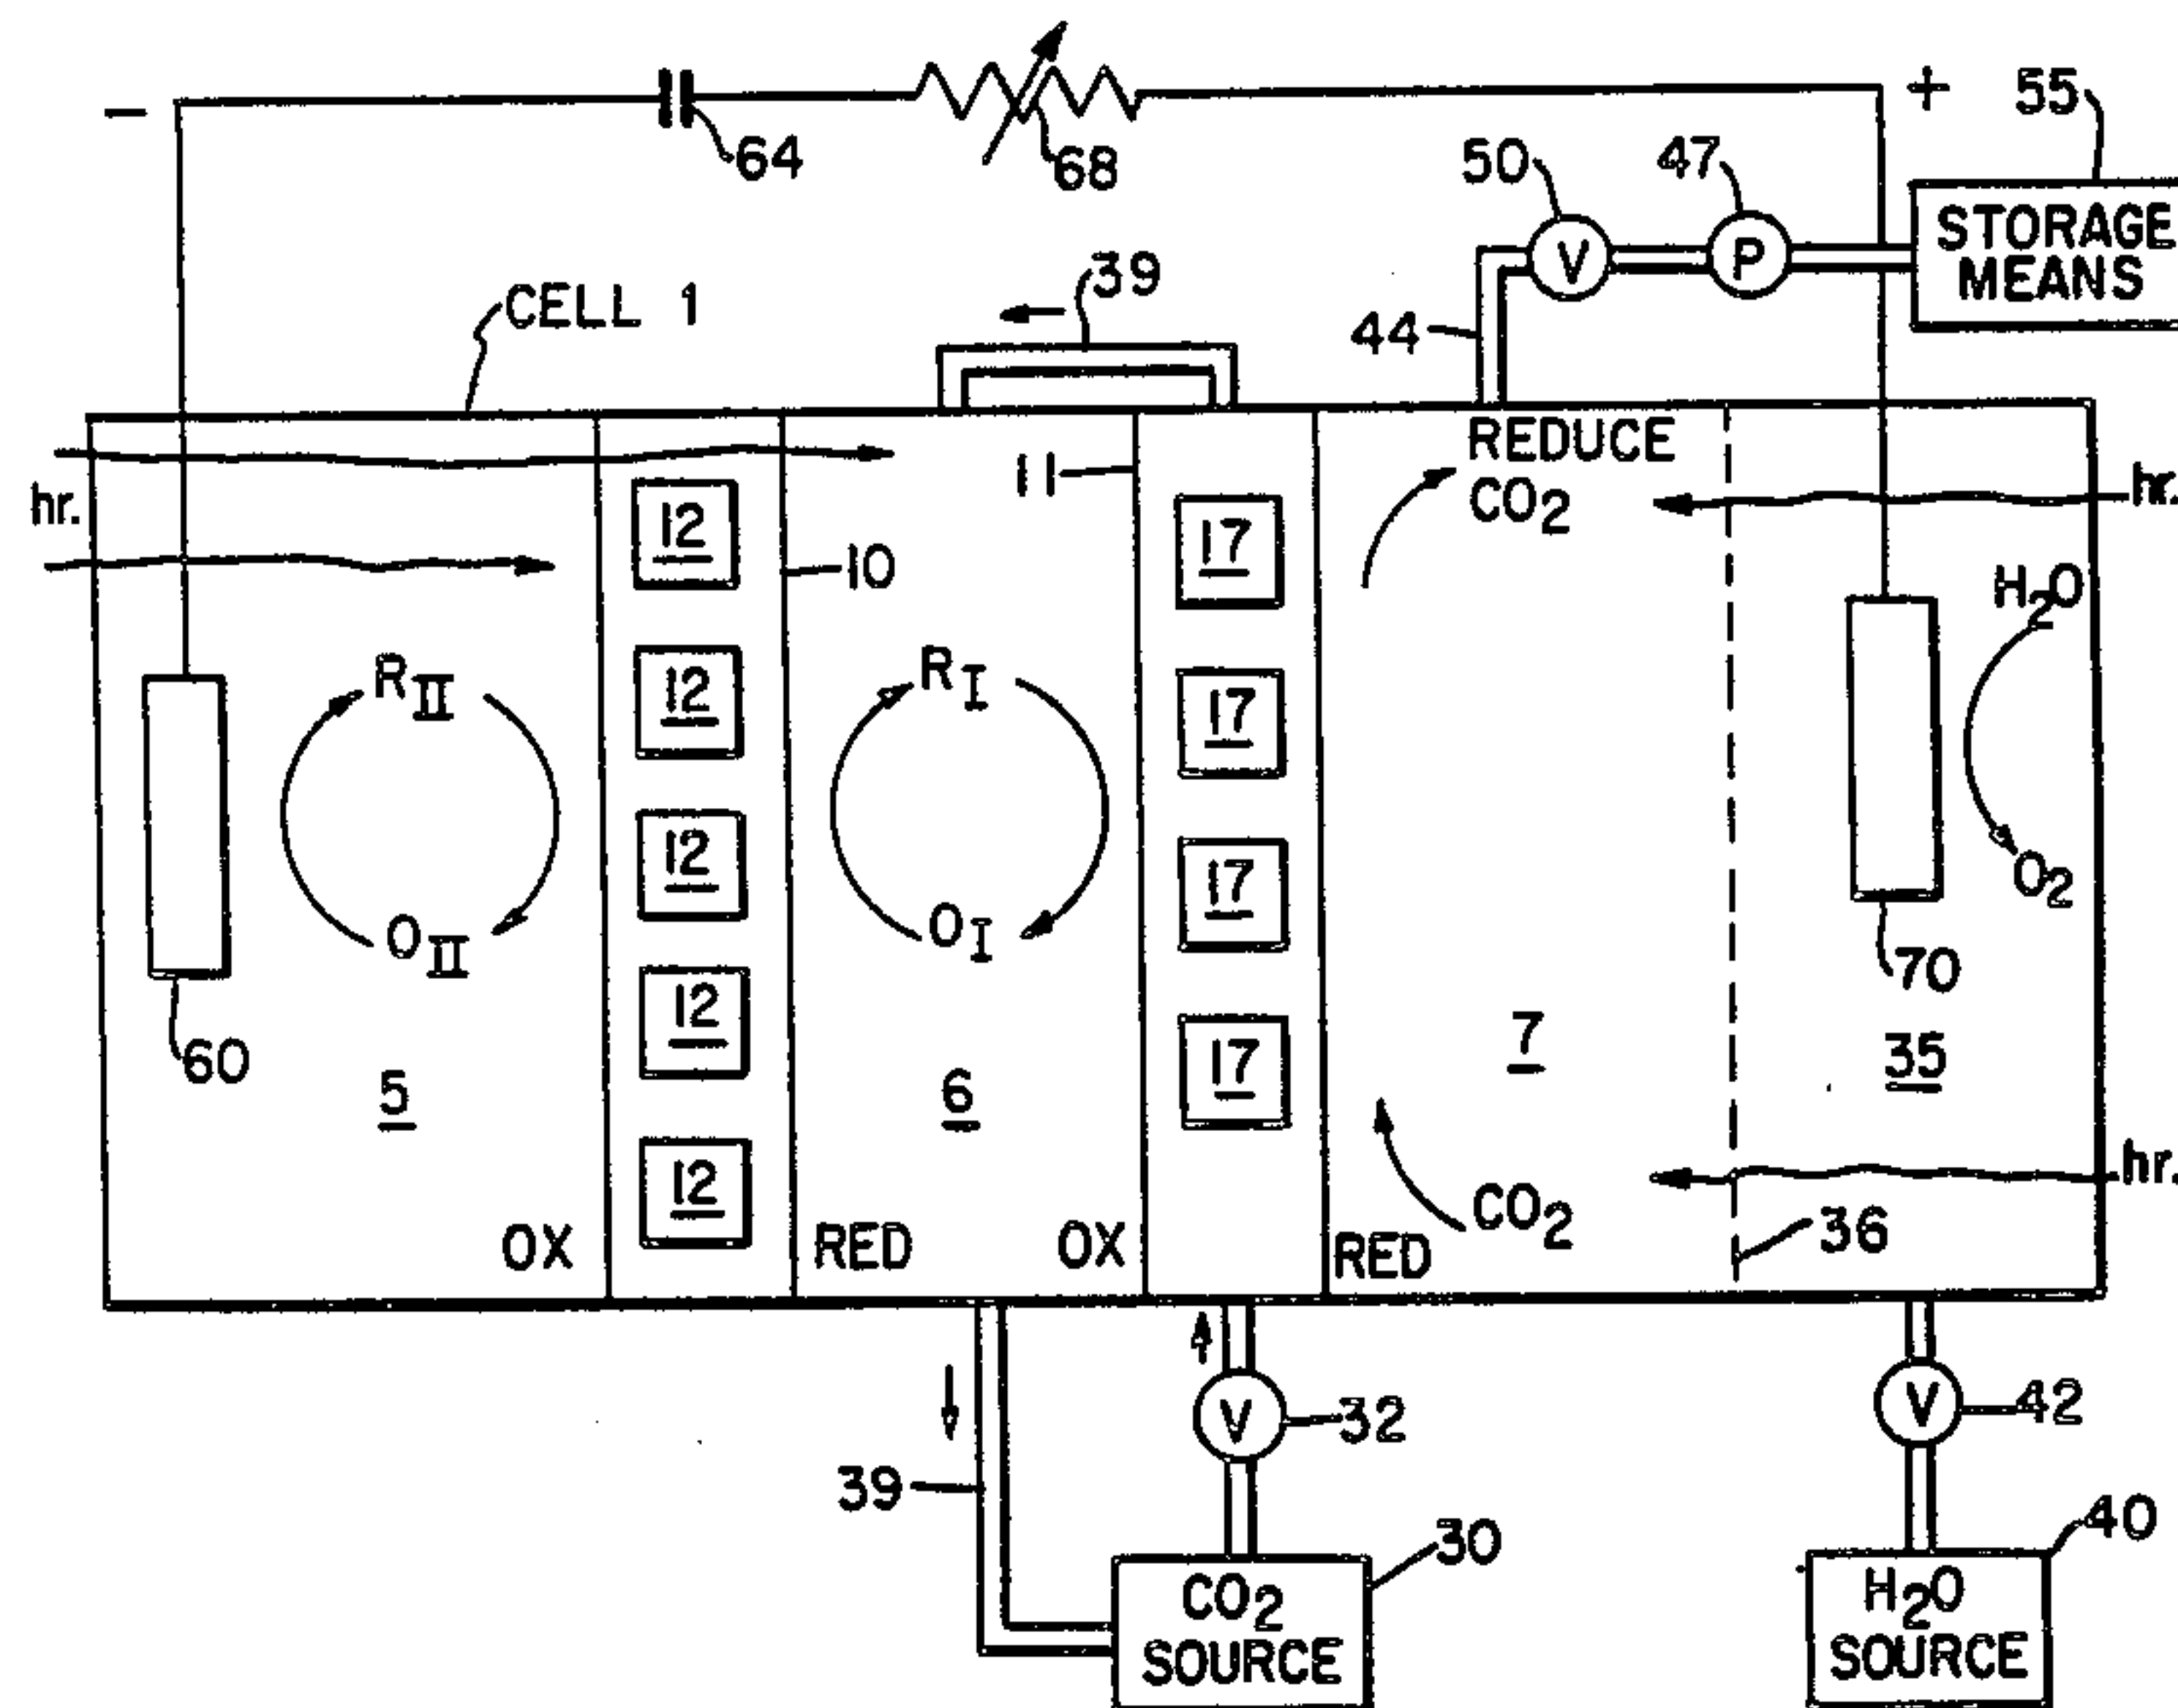 − +
55
64
68
50
47
V
P
STORAGE
MEANS
39
CELL 1
44
11
REDUCE
CO2
hr.
hr.
12
17
10
H2O
RII
12
RI
17
12
17
O2
OII
OI
70
12
17
7
35
60
5
6
12
OX
RED
OX
RED
CO2
hr.
36
V
32
V
42
39
30
40
CO2
SOURCE
H2O
SOURCE